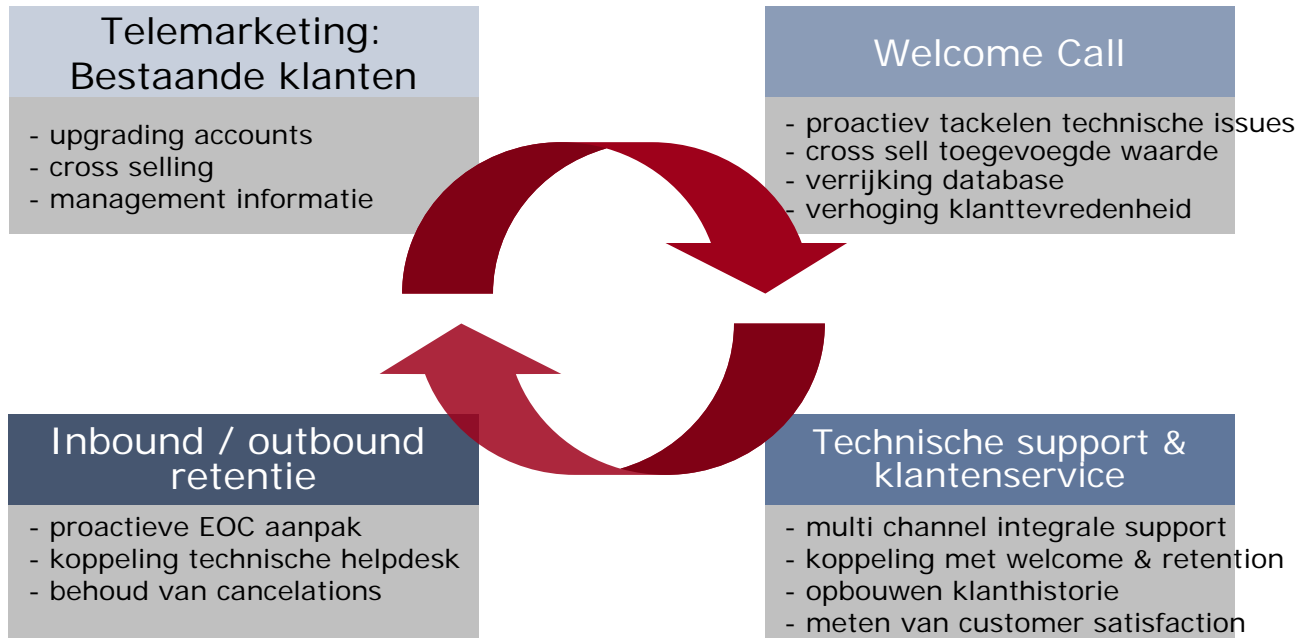 Telemarketing:
Bestaande klanten
- upgrading accounts
- cross selling
- management informatie
Welcome Call
- proactiev tackelen technische issues
- cross sell toegevoegde waarde
- verrijking database
- verhoging klanttevredenheid
Inbound / outbound
retentie
- proactieve EOC aanpak
- koppeling technische helpdesk
- behoud van cancelations
Technische support &
klantenservice
- multi channel integrale support
- koppeling met welcome & retention
- opbouwen klanthistorie
- meten van customer satisfaction